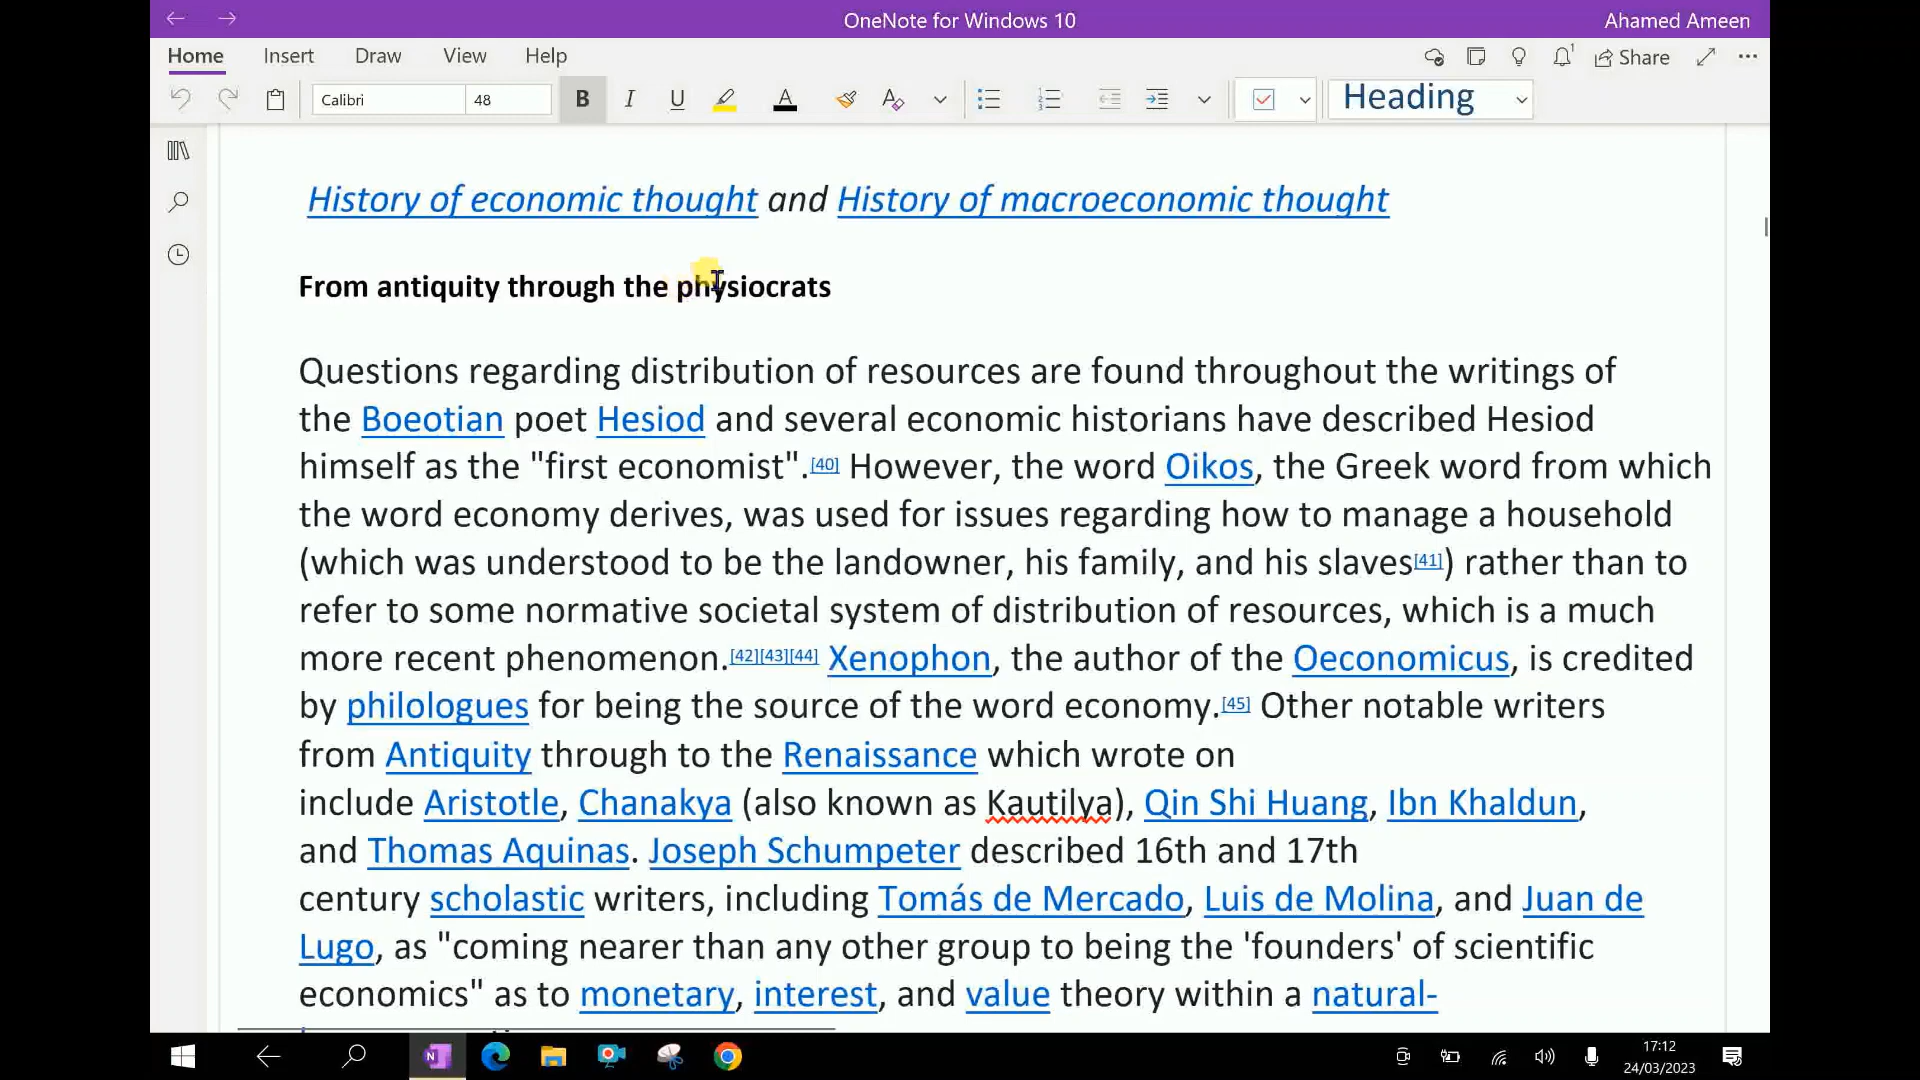 OneNote for Windows 10
Ahamed Ameen
Home Insert Draw View Help
1 Share
Calibri 48 B I U A A Heading
History of economic thought and History of macroeconomic thought
From antiquity through the physiocrats
Questions regarding distribution of resources are found throughout the writings of
the Boeotian poet Hesiod and several economic historians have described Hesiod
himself as the "first economist".[40] However, the word Oikos, the Greek word from which
the word economy derives, was used for issues regarding how to manage a household
(which was understood to be the landowner, his family, and his slaves[41]) rather than to
refer to some normative societal system of distribution of resources, which is a much
more recent phenomenon.[42][43][44] Xenophon, the author of the Oeconomicus, is credited
by philologues for being the source of the word economy.[45] Other notable writers
from Antiquity through to the Renaissance which wrote on
include Aristotle, Chanakya (also known as Kautilya), Qin Shi Huang, Ibn Khaldun,
and Thomas Aquinas. Joseph Schumpeter described 16th and 17th
century scholastic writers, including Tomás de Mercado, Luis de Molina, and Juan de
Lugo, as "coming nearer than any other group to being the 'founders' of scientific
economics" as to monetary, interest, and value theory within a natural-
N
17:12
24/03/2023